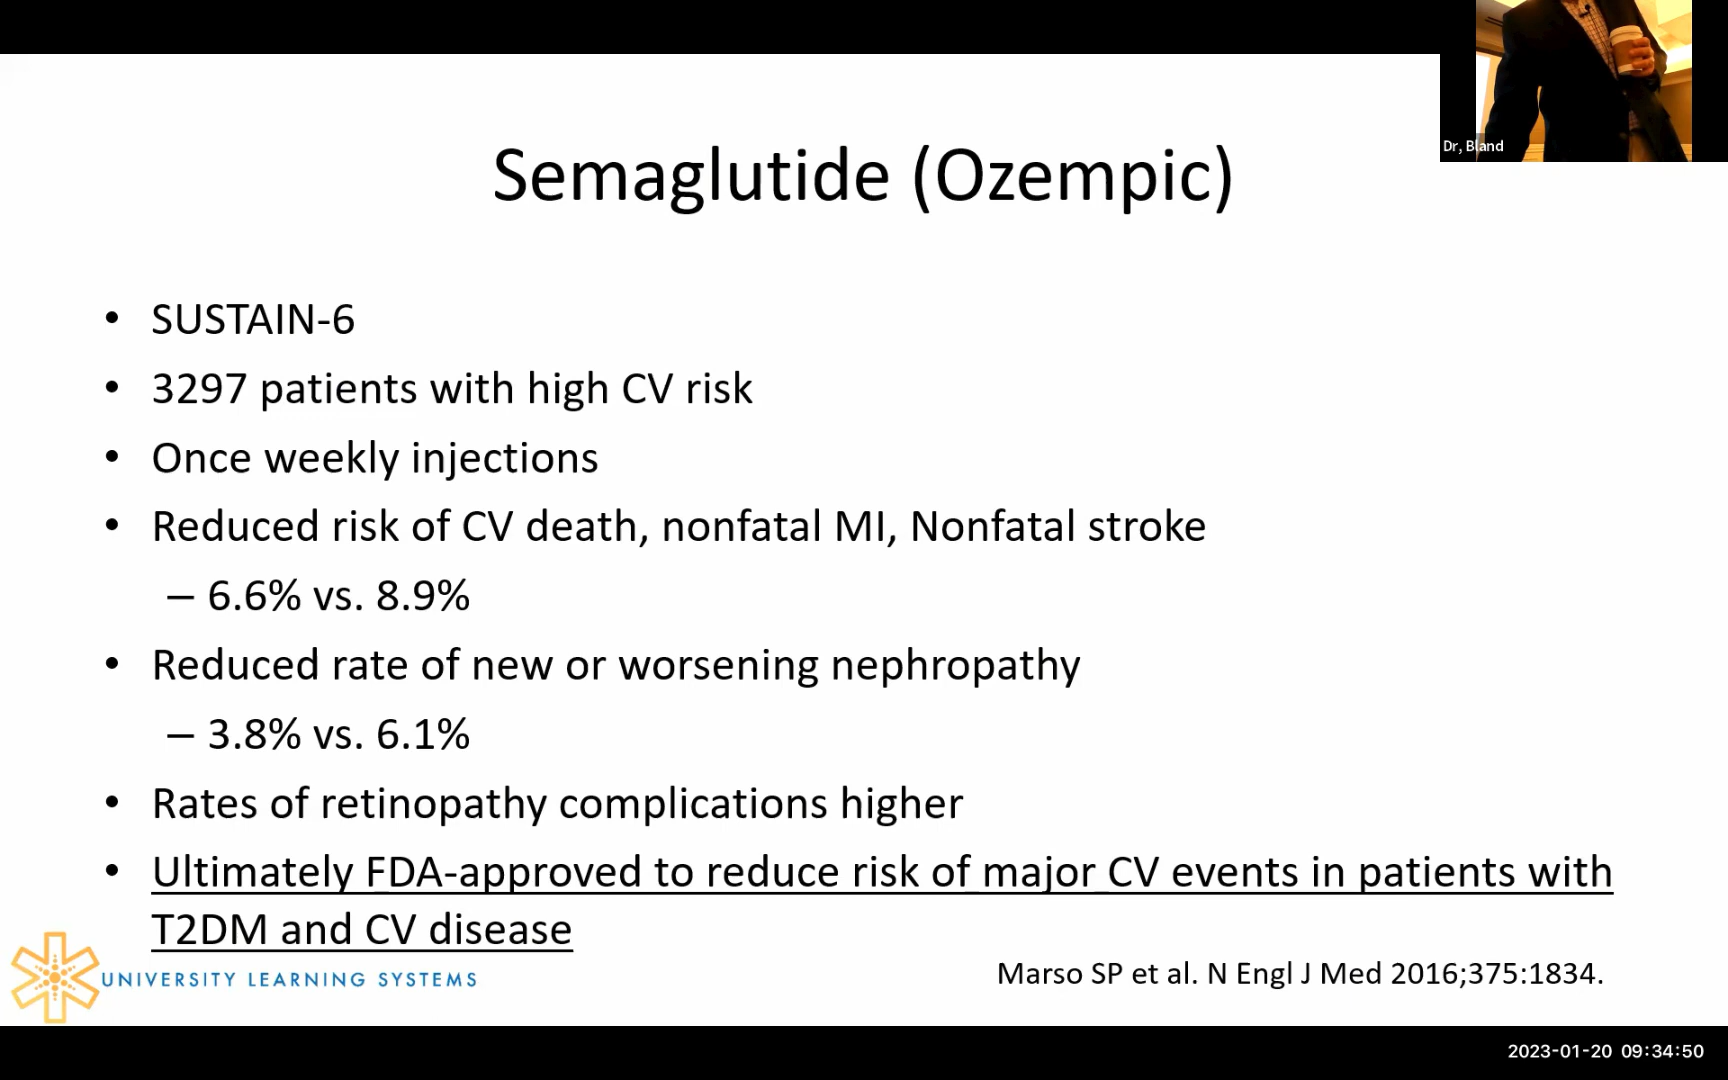 Dr, Bland
Semaglutide (Ozempic)
• SUSTAIN-6
• 3297 patients with high CV risk
• Once weekly injections
• Reduced risk of CV death, nonfatal MI, Nonfatal stroke
– 6.6% vs. 8.9%
• Reduced rate of new or worsening nephropathy
– 3.8% vs. 6.1%
• Rates of retinopathy complications higher
• Ultimately FDA-approved to reduce risk of major CV events in patients with
T2DM and CV disease
UNIVERSITY LEARNING SYSTEMS
Marso SP et al. N Engl J Med 2016;375:1834.
2023-01-20 09:34:50